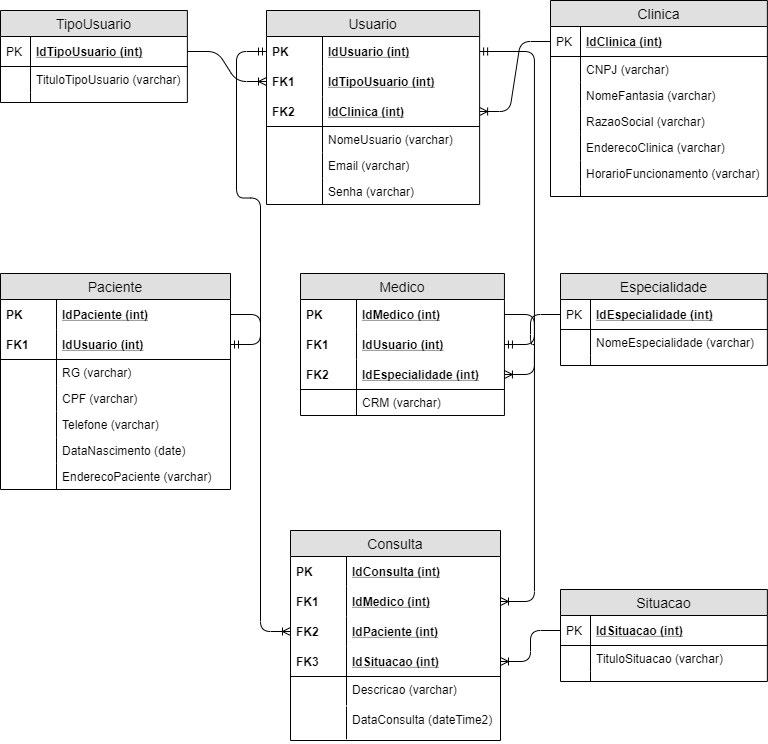 TipoUsuario
PK IdTipoUsuario (int)
TituloTipoUsuario (varchar)
Usuario
PK IdUsuario (int)
FK1 IdTipoUsuario (int)
FK2 IdClinica (int)
NomeUsuario (varchar)
Email (varchar)
Senha (varchar)
Clinica
PK IdClinica (int)
CNPJ (varchar)
NomeFantasia (varchar)
RazaoSocial (varchar)
EnderecoClinica (varchar)
HorarioFuncionamento (varchar)
Paciente
PK IdPaciente (int)
FK1 IdUsuario (int)
RG (varchar)
CPF (varchar)
Telefone (varchar)
DataNascimento (date)
EnderecoPaciente (varchar)
Medico
PK IdMedico (int)
FK1 IdUsuario (int)
FK2 IdEspecialidade (int)
CRM (varchar)
Especialidade
PK IdEspecialidade (int)
NomeEspecialidade (varchar)
Consulta
PK IdConsulta (int)
FK1 IdMedico (int)
FK2 IdPaciente (int)
FK3 IdSituacao (int)
Descricao (varchar)
DataConsulta (dateTime2)
Situacao
PK IdSituacao (int)
TituloSituacao (varchar)